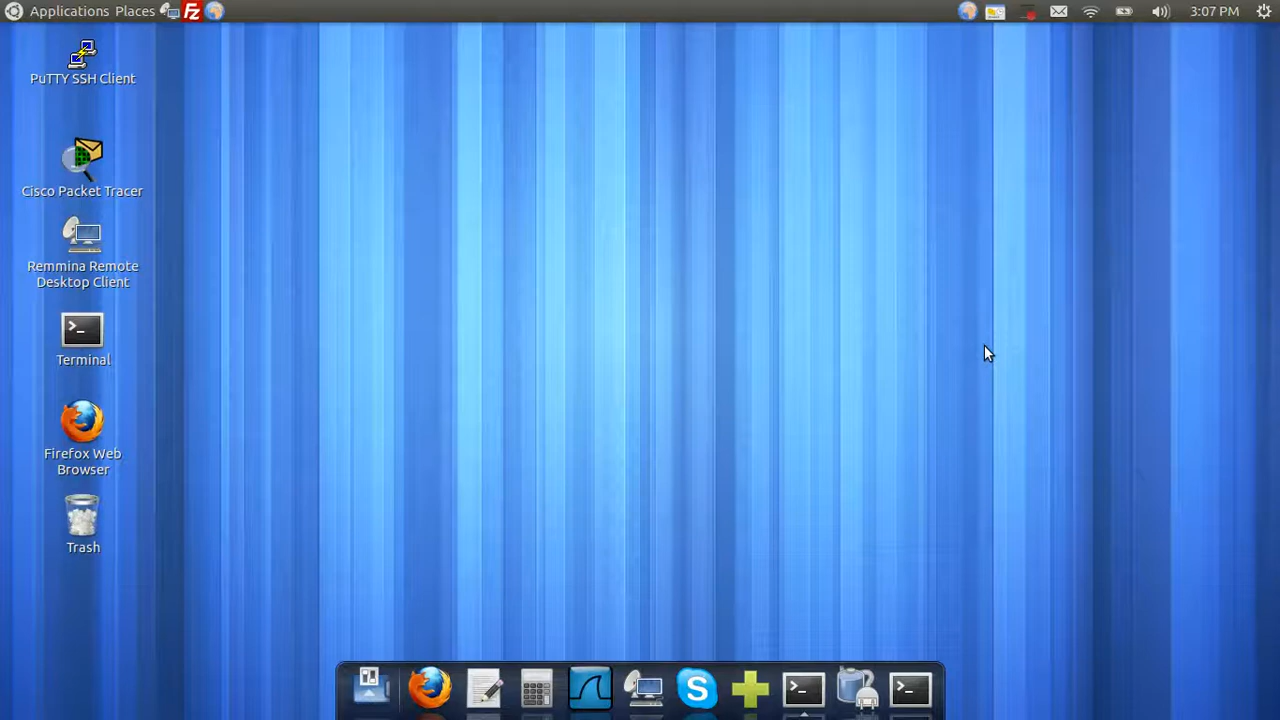 Applications Places FZ 3:07 PM
PuTTY SSH Client
Cisco Packet Tracer
Remmina Remote
Desktop Client
>_
Terminal
Firefox Web
Browser
Trash
S >_ >_